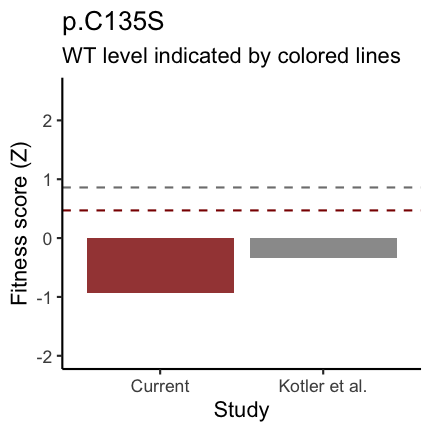 p.C135S
WT level indicated by colored lines
Fitness score (Z)
2
1
0
-1
-2
Current
Kotler et al.
Study